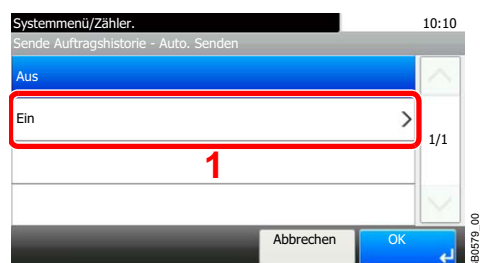 Systemmenü/Zähler. 10:10
Sende Auftragshistorie - Auto. Senden
Aus
Ein
1/1
1
Abbrechen OK
B0579_00